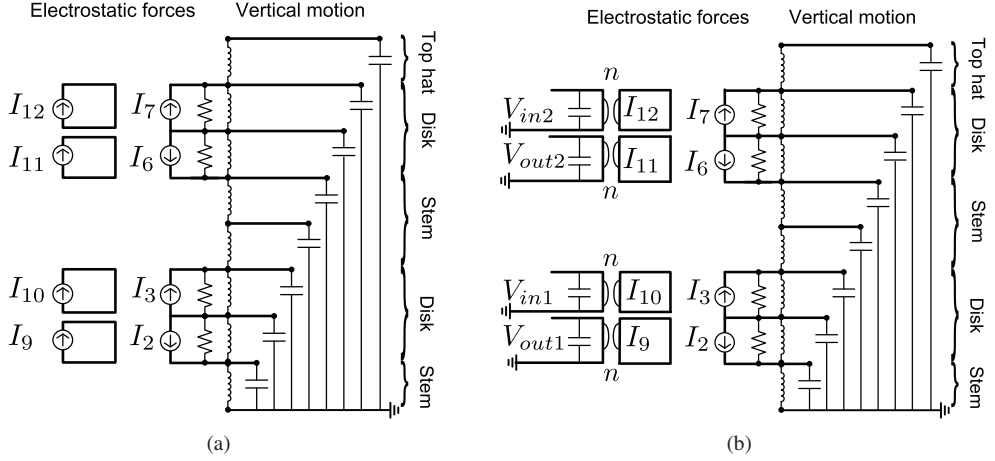 Electrostatic forces
Vertical motion
I12
I11
I7
I6
I10
I9
I3
I2
Top hat
Disk
Stem
Disk
Stem
(a)
Electrostatic forces
Vertical motion
n
Vin2
I12
Vout2
I11
n
I7
I6
n
Vin1
I10
Vout1
I9
n
I3
I2
Top hat
Disk
Stem
Disk
Stem
(b)